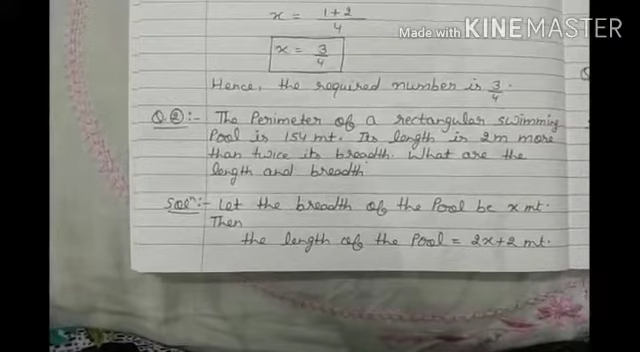 Made with KINEMASTER
x = 1+2/4
x = 3/4
Hence, the required number is 3/4.
Q.②:- The Perimeter of a rectangular swimming
Pool is 154 mt. Its length is 2m more
than twice its breadth. What are the
length and breadth
Solⁿ:- Let the breadth of the Pool be x mt.
Then
the length of the Pool = 2x+2 mt.